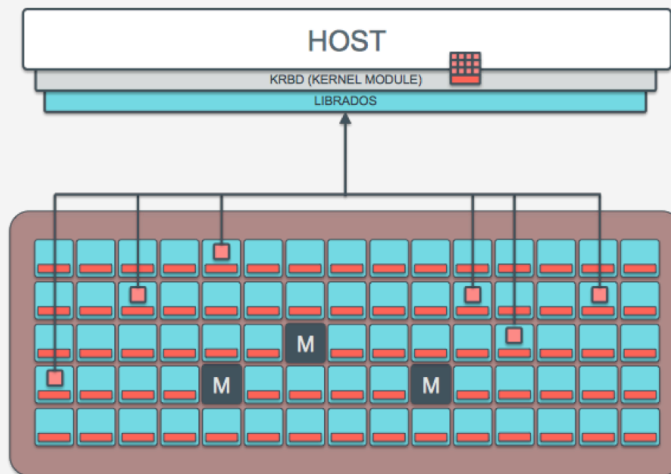 HOST
KRBD (KERNEL MODULE)
LIBRADOS
M
M
M